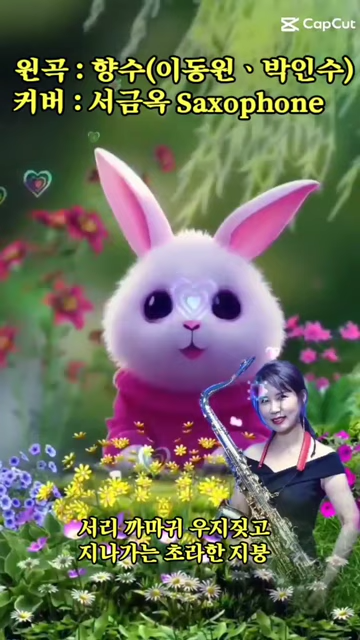 CapCut
원곡 : 향수(이동원、박인수)
커버 : 서금옥 Saxophone
서리 까마귀 우지짖고
지나가는 초라한 지붕